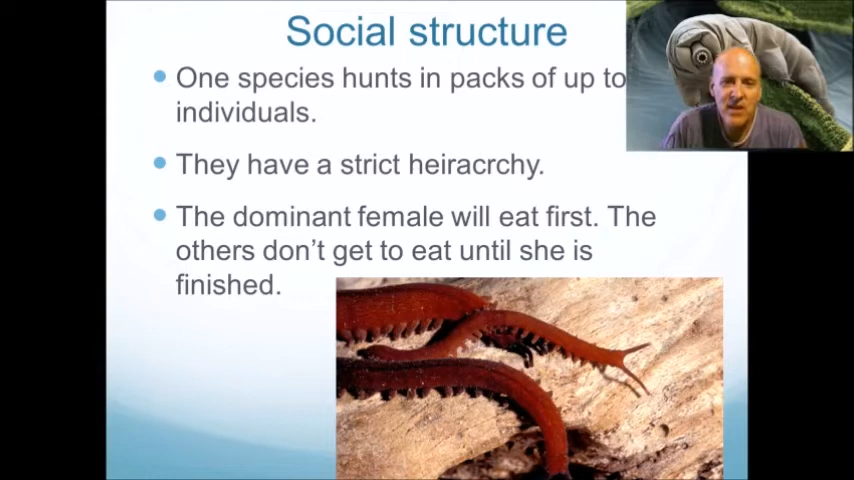 Social structure
One species hunts in packs of up to
individuals.
They have a strict heiracrchy.
The dominant female will eat first. The
others don't get to eat until she is
finished.